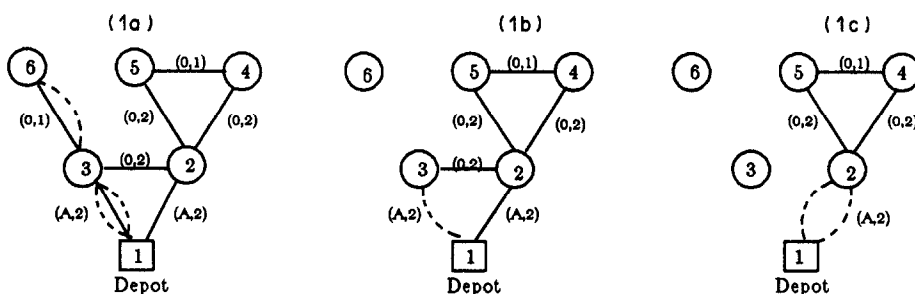 (1a) (1b) (1c)
6 5 (0,1) 4
6 5 (0,1) 4
6 5 (0,1) 4
(0,1) (0,2) (0,2)
(0,2) (0,2)
(0,2) (0,2)
3 (0,2) 2
3 (0,2) 2
3 2
(A,2) (A,2)
(A,2) (A,2)
(A,2)
1 1 1
Depot Depot Depot